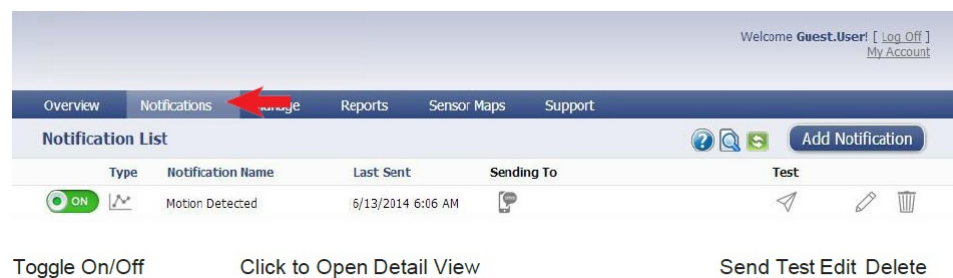 Welcome Guest.User! [ Log Off ]
My Account
Overview Notifications Manage Reports Sensor Maps Support
Notification List Add Notification
Type Notification Name Last Sent Sending To Test
ON Motion Detected 6/13/2014 6:06 AM
Toggle On/Off Click to Open Detail View Send Test Edit Delete